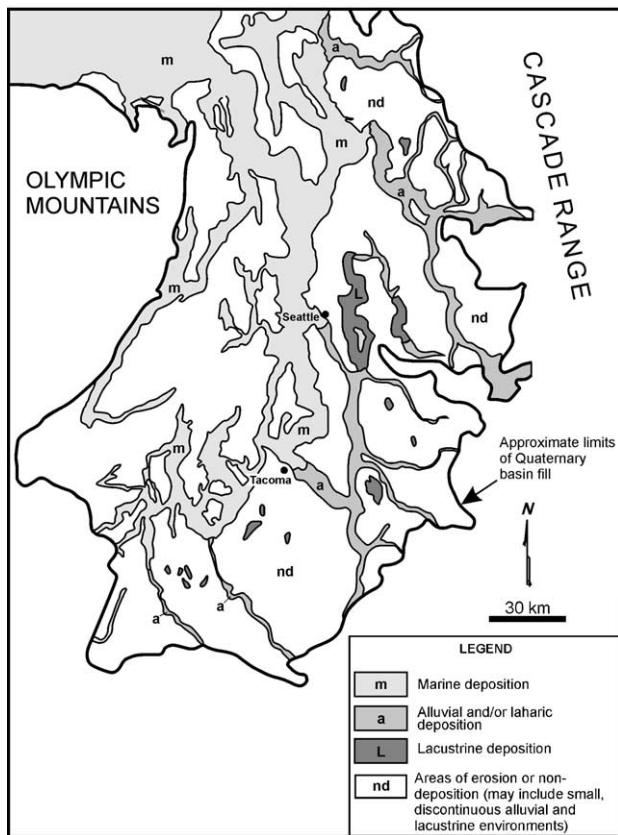 m
a
nd
CASCADE RANGE
m
OLYMPIC
MOUNTAINS
a
L
m
Seattle
nd
m
Approximate limits
of Quaternary
basin fill
m
Tacoma
a
N
nd
30 km
a
a
LEGEND
m Marine deposition
a Alluvial and/or laharic
deposition
L Lacustrine deposition
nd Areas of erosion or non-
deposition (may include small,
discontinuous alluvial and
lacustrine environments)